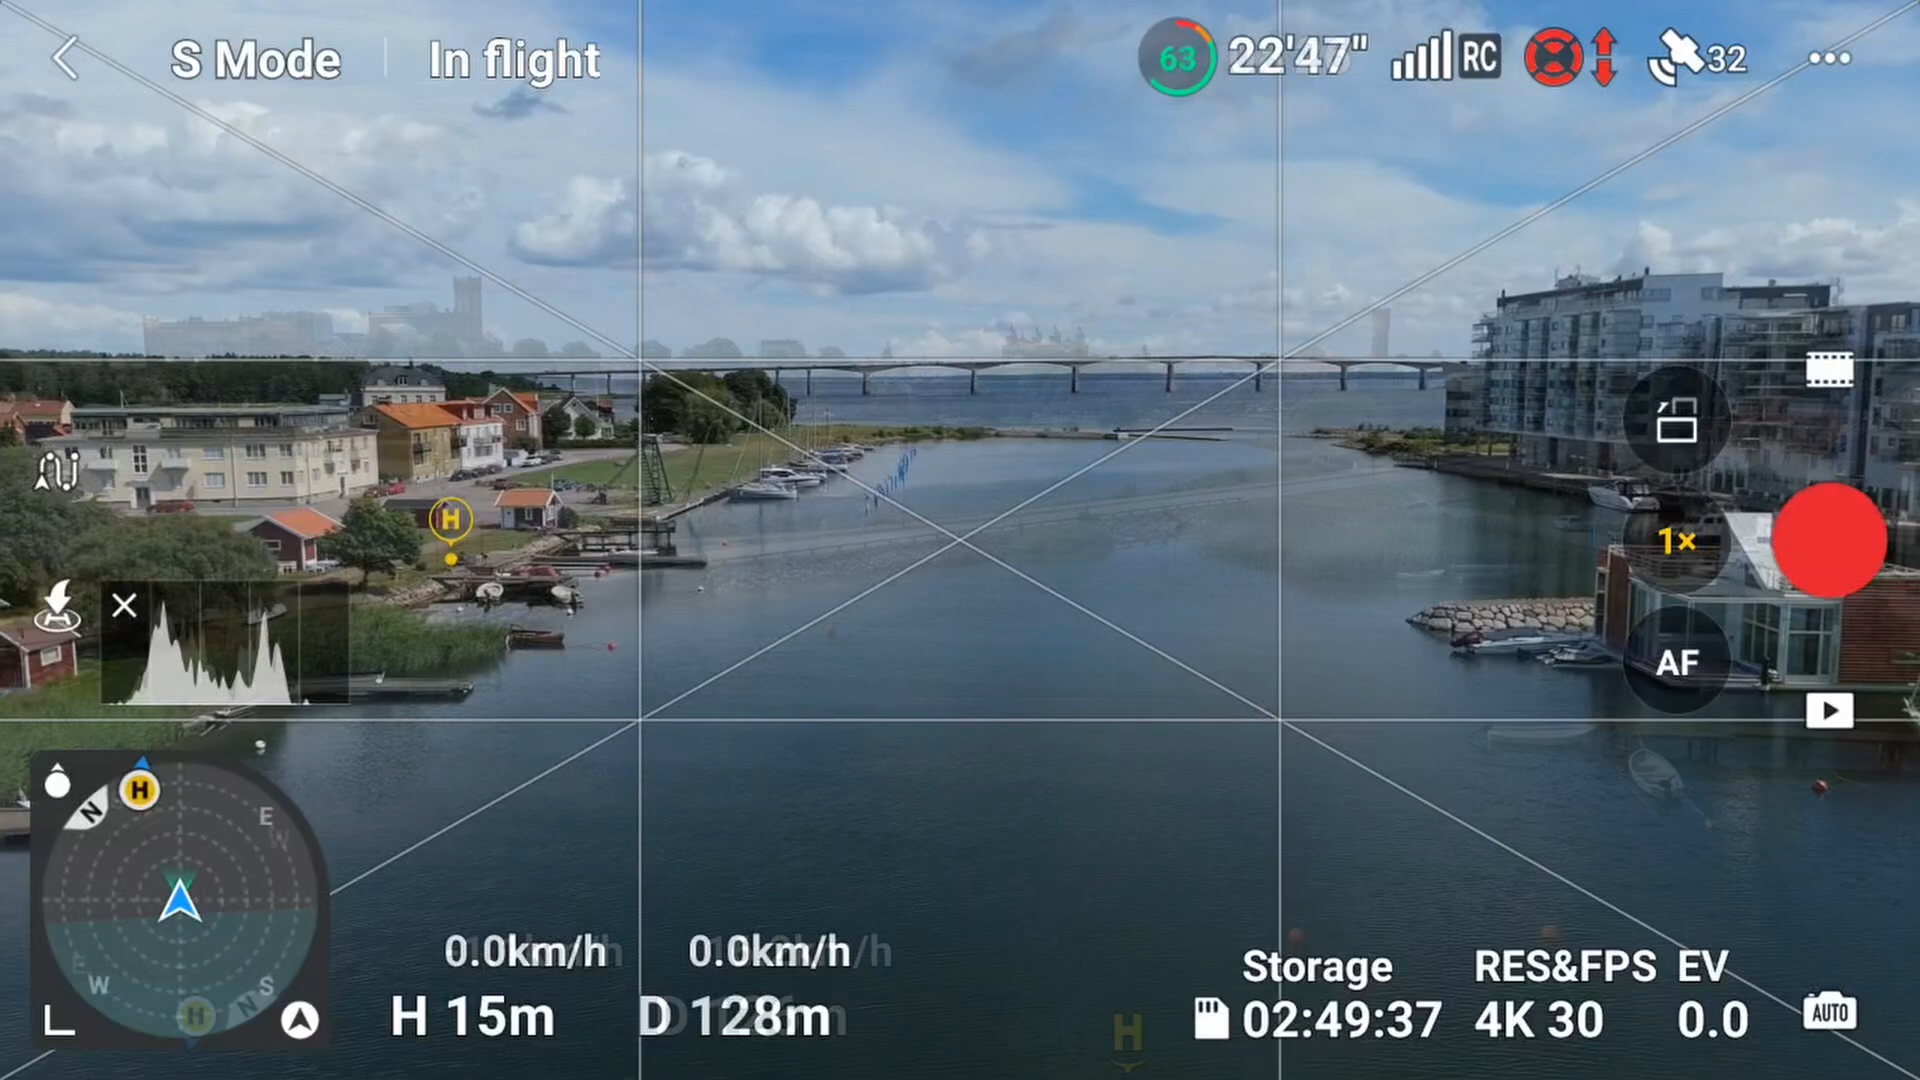 S Mode In flight 63 22'47" RC 32
H
1×
AF
H
N
E
W
0.0km/h 0.0km/h
W S
H N
H 15m D 128m
H
Storage RES&FPS EV
02:49:37 4K 30 0.0
AUTO